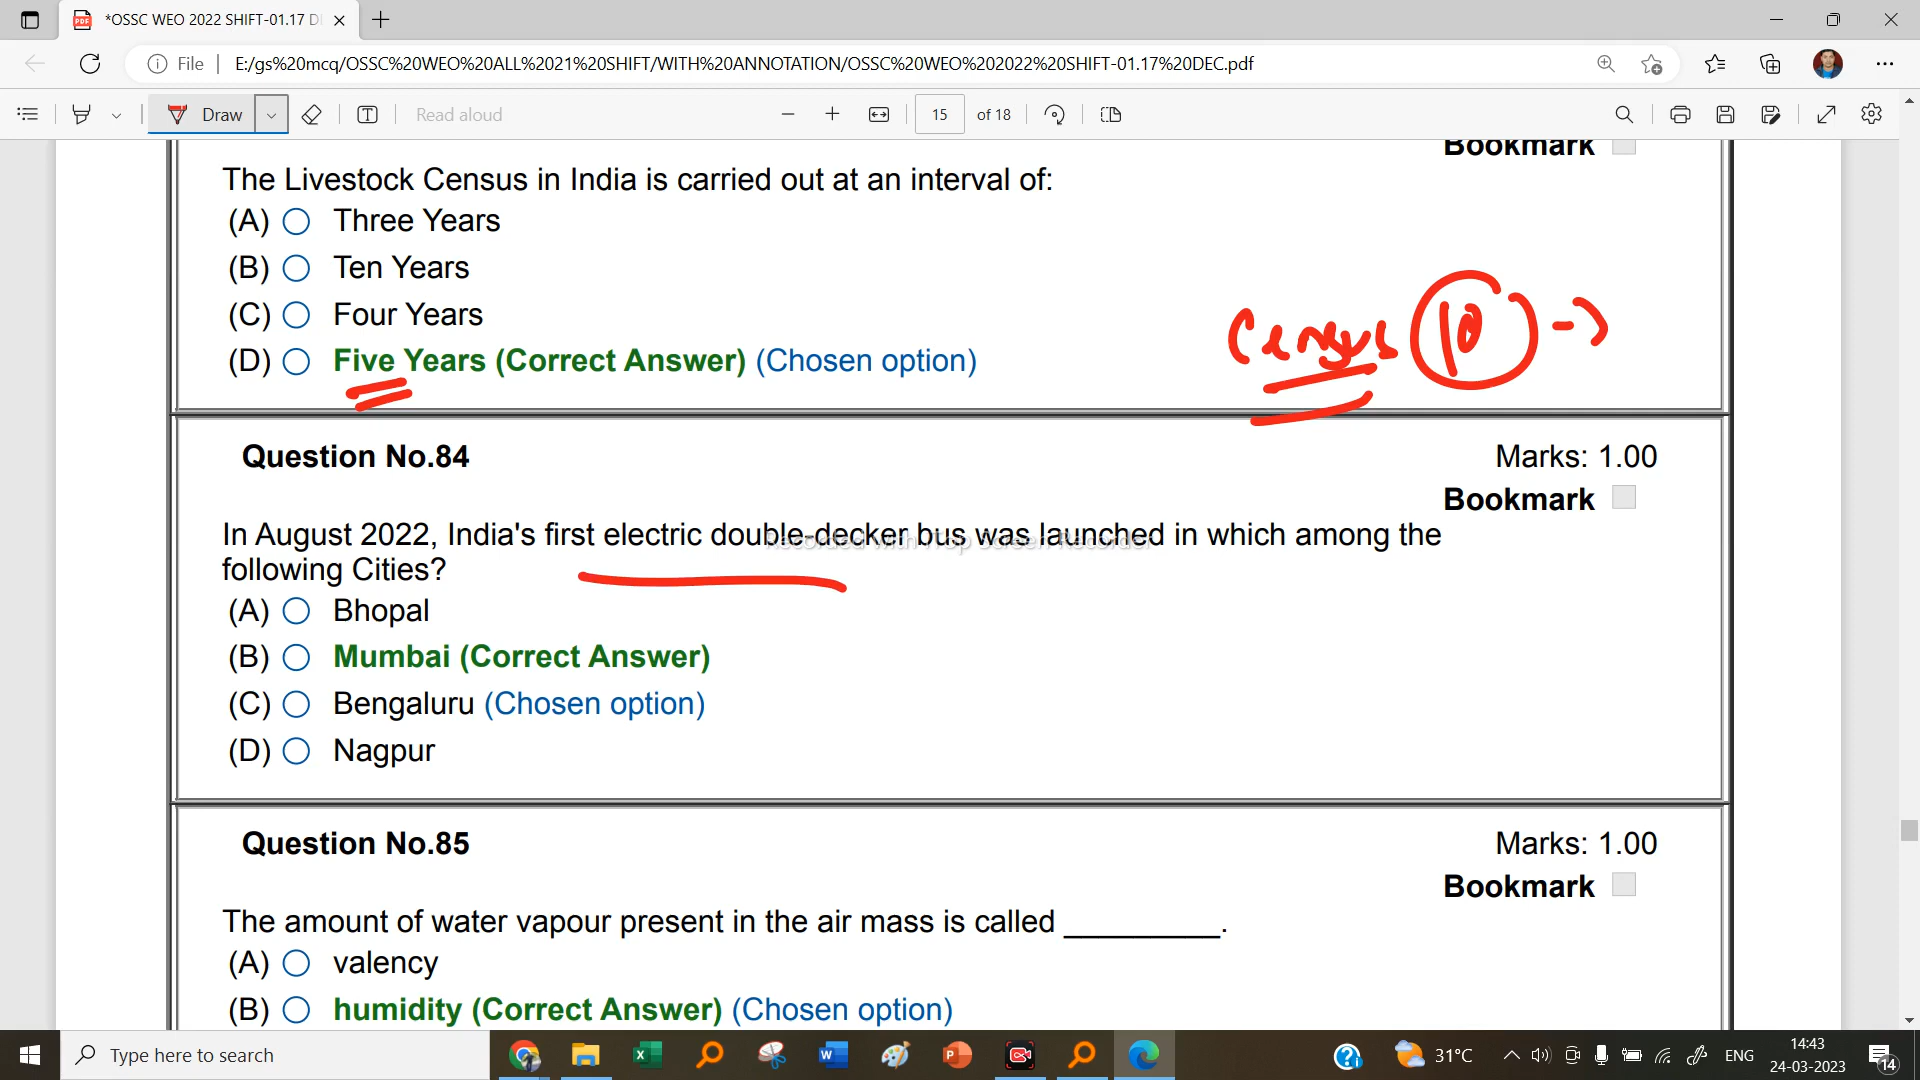 *OSSC WEO 2022 SHIFT-01.17 D
File
E:/gs%20mcq/OSSC%20WEO%20ALL%2021%20SHIFT/WITH%20ANNOTATION/OSSC%20WEO%202022%20SHIFT-01.17%20DEC.pdf
Draw
Read aloud
15 of 18
Bookmark
The Livestock Census in India is carried out at an interval of:
(A) Three Years
(B) Ten Years
(C) Four Years
(D) Five Years (Correct Answer) (Chosen option)
Census 10
Question No.84 Marks: 1.00
Bookmark
In August 2022, India's first electric double-decker bus was launched in which among the
following Cities?
Recorded with iTop Screen Recorder
(A) Bhopal
(B) Mumbai (Correct Answer)
(C) Bengaluru (Chosen option)
(D) Nagpur
Question No.85 Marks: 1.00
Bookmark
The amount of water vapour present in the air mass is called _________.
(A) valency
(B) humidity (Correct Answer) (Chosen option)
Type here to search
31°C
ENG
14:43
24-03-2023
14